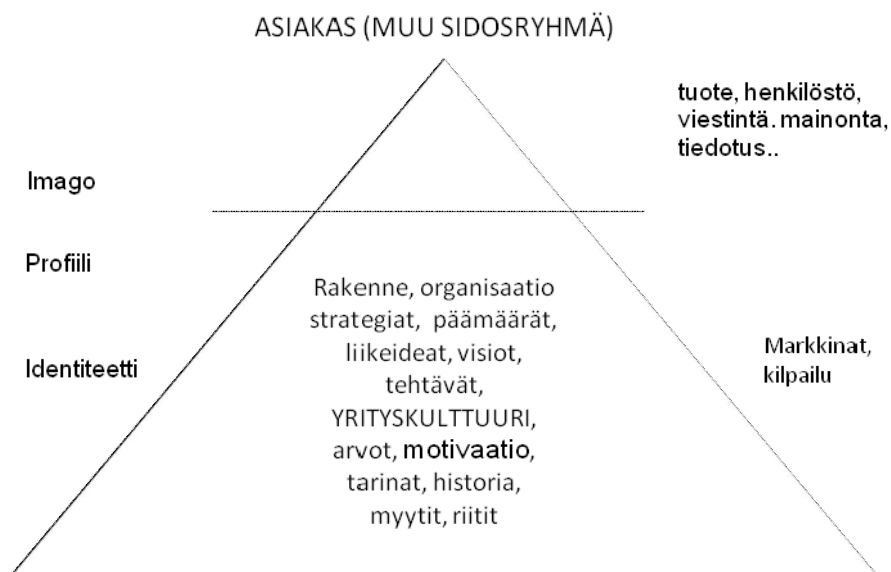 ASIAKAS (MUU SIDOSRYHMÄ)
tuote, henkilöstö,
viestintä. mainonta,
tiedotus..
Imago
Profiili
Identiteetti
Rakenne, organisaatio
strategiat, päämäärät,
liikeideat, visiot,
tehtävät,
YRITYSKULTTUURI,
arvot, motivaatio,
tarinat, historia,
myytit, riitit
Markkinat,
kilpailu